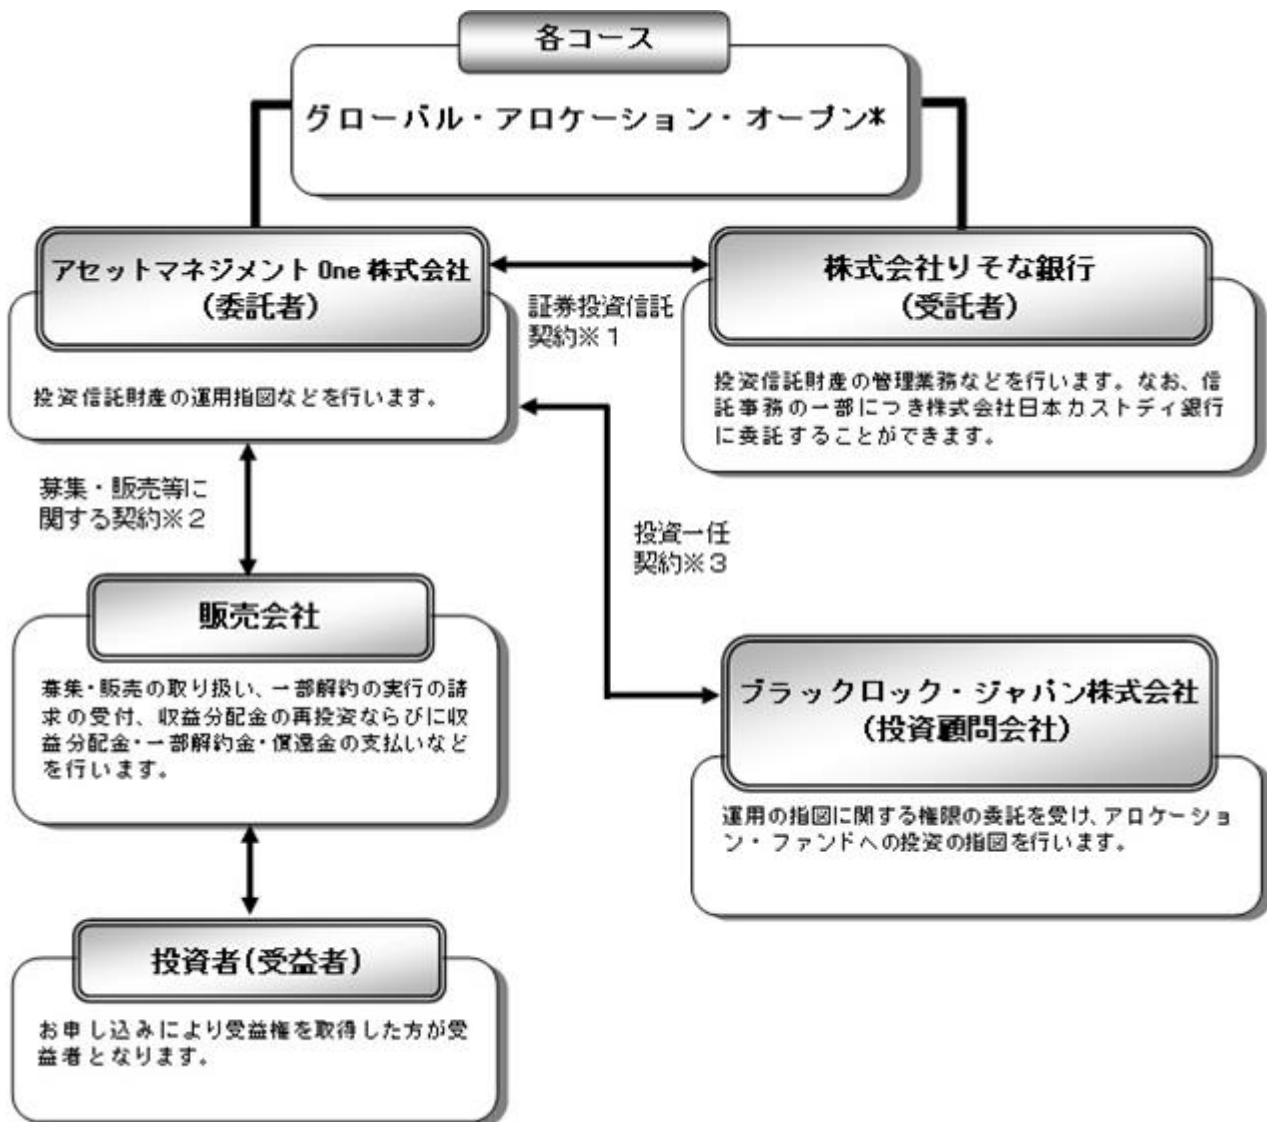 各コース
グローバル・アロケーション・オープン*
アセットマネジメント One 株式会社
(委託者)
投資信託財産の運用指図などを行います。
証券投資信託
契約※1
株式会社りそな銀行
(受託者)
投資信託財産の管理業務などを行います。なお、信
託事務の一部につき株式会社日本カストディ銀行
に委託することができます。
募集・販売等に
関する契約※2
投資一任
契約※3
販売会社
募集・販売の取り扱い、一部解約の実行の請
求の受付、収益分配金の再投資ならびに収
益分配金・一部解約金・償還金の支払いなど
を行います。
ブラックロック・ジャパン株式会社
(投資顧問会社)
運用の指図に関する権限の委託を受け、アロケーショ
ン・ファンドへの投資の指図を行います。
投資者(受益者)
お申し込みにより受益権を取得した方が受
益者となります。